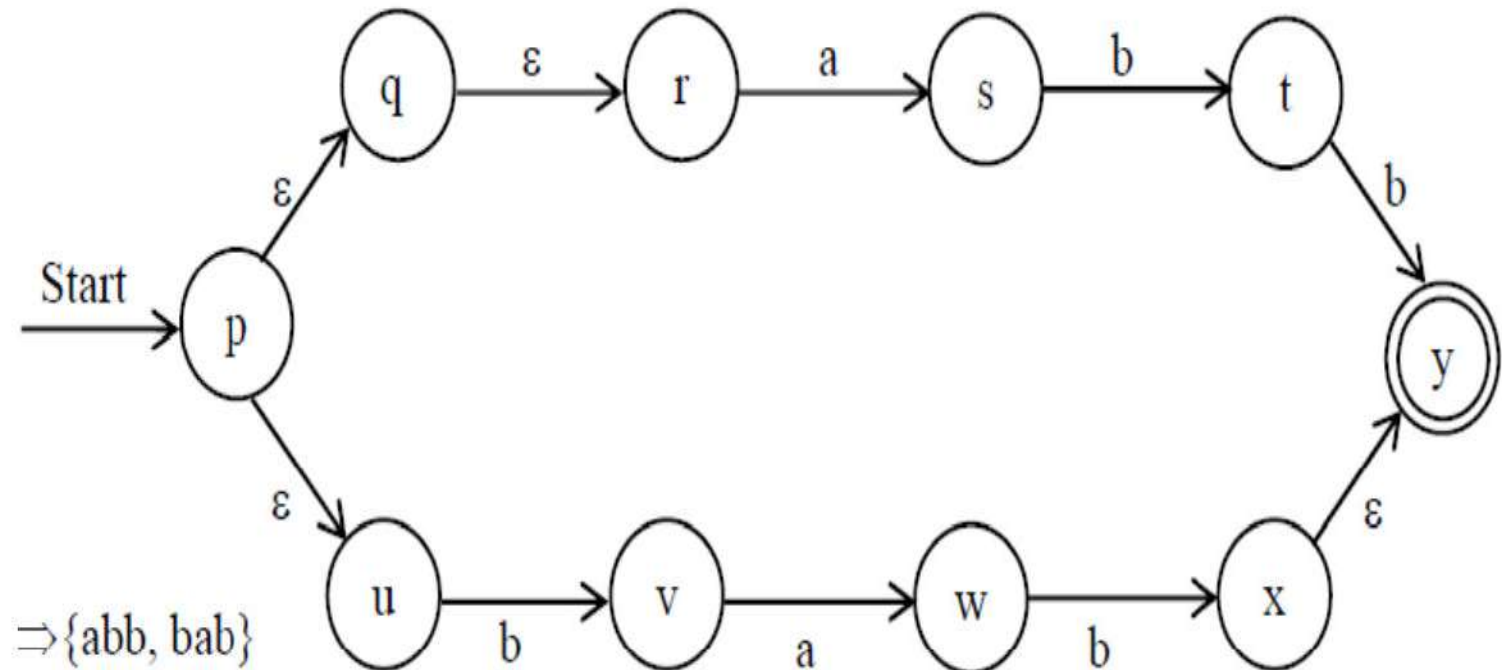 ε
a
b
q
r
s
t
ε
b
Start
p
y
ε
ε
u
v
w
x
b
a
b
⇒{abb, bab}